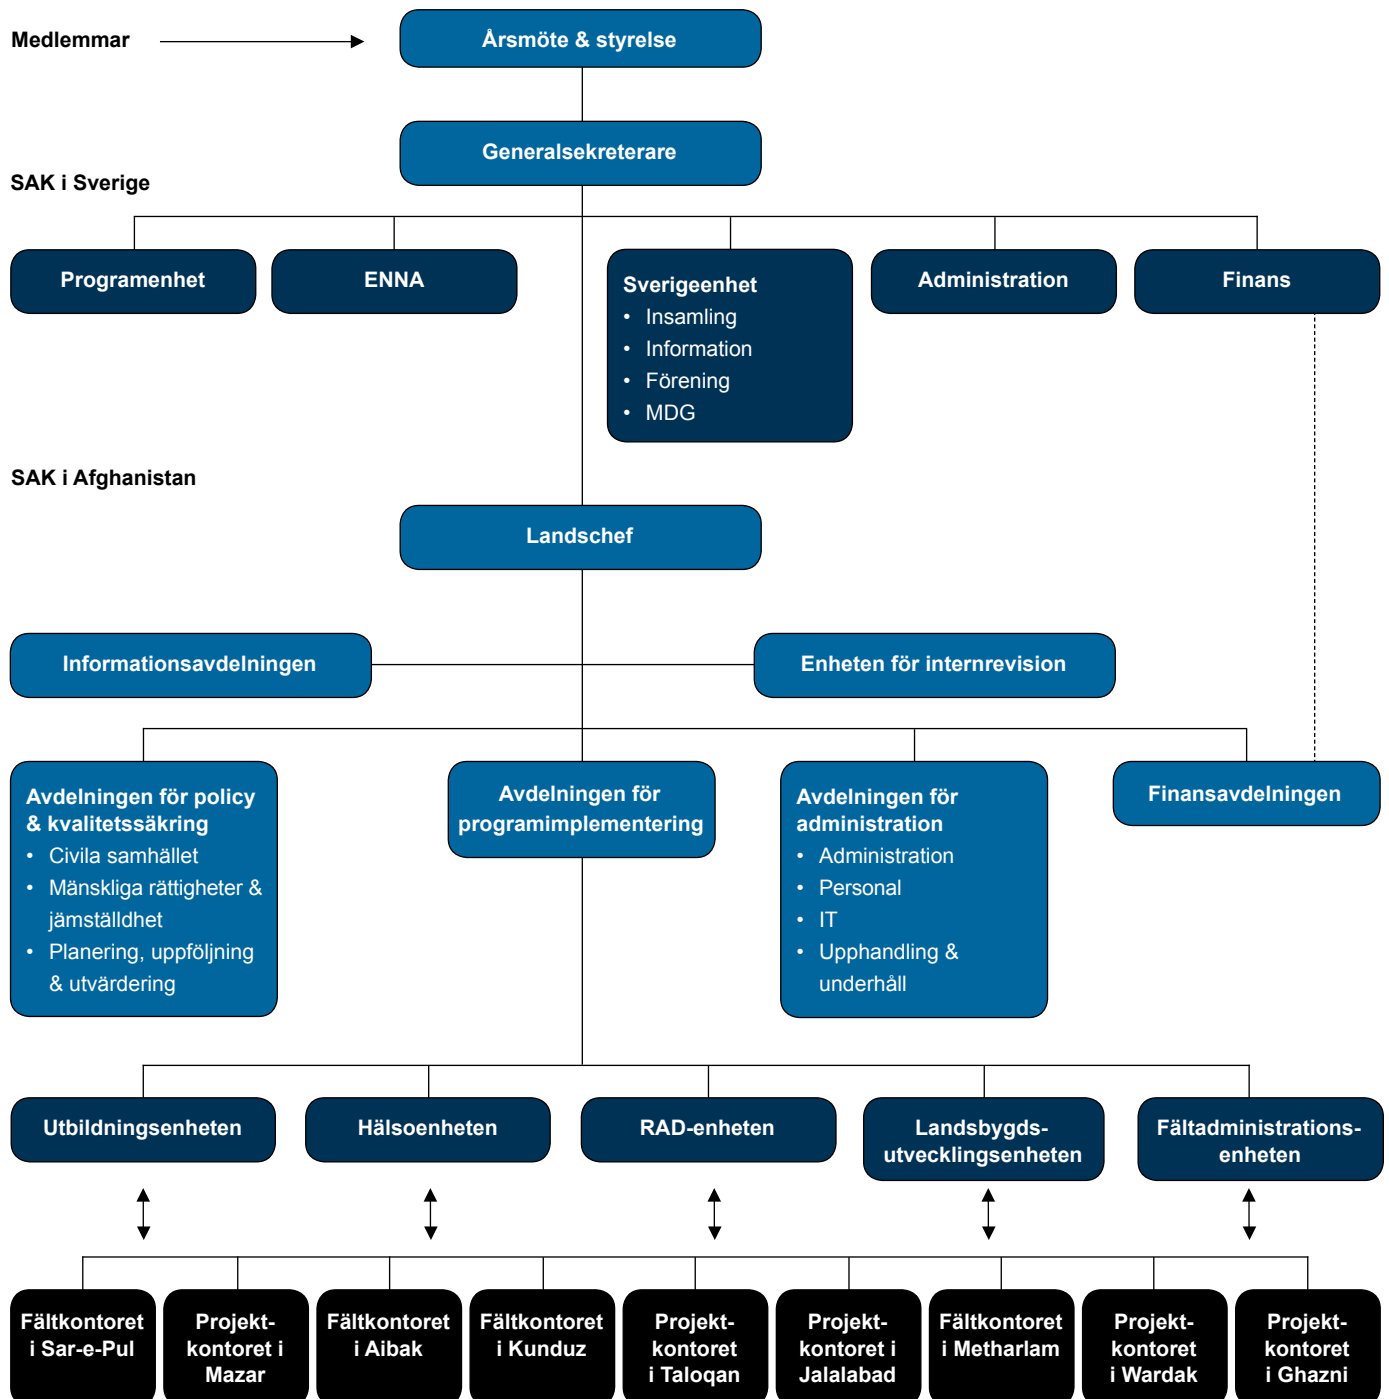 Medlemmar
Årsmöte & styrelse
Generalsekreterare
SAK i Sverige
Programenhet
ENNA
Sverigeenhet
• Insamling
• Information
• Förening
• MDG
Administration
Finans
SAK i Afghanistan
Landschef
Informationsavdelningen
Enheten för internrevision
Avdelningen för policy
& kvalitetssäkring
• Civila samhället
• Mänskliga rättigheter &
jämställdhet
• Planering, uppföljning
& utvärdering
Avdelningen för
programimplementering
Avdelningen för
administration
• Administration
• Personal
• IT
• Upphandling &
underhåll
Finansavdelningen
Utbildningsenheten
Hälsoenheten
RAD-enheten
Landsbygds-
utvecklingsenheten
Fältadministrations-
enheten
Fältkontoret
i Sar-e-Pul
Projekt-
kontoret i
Mazar
Fältkontoret
i Aibak
Fältkontoret
i Kunduz
Projekt-
kontoret
i Taloqan
Projekt-
kontoret i
Jalalabad
Fältkontoret
i Metharlam
Projekt-
kontoret
i Wardak
Projekt-
kontoret
i Ghazni